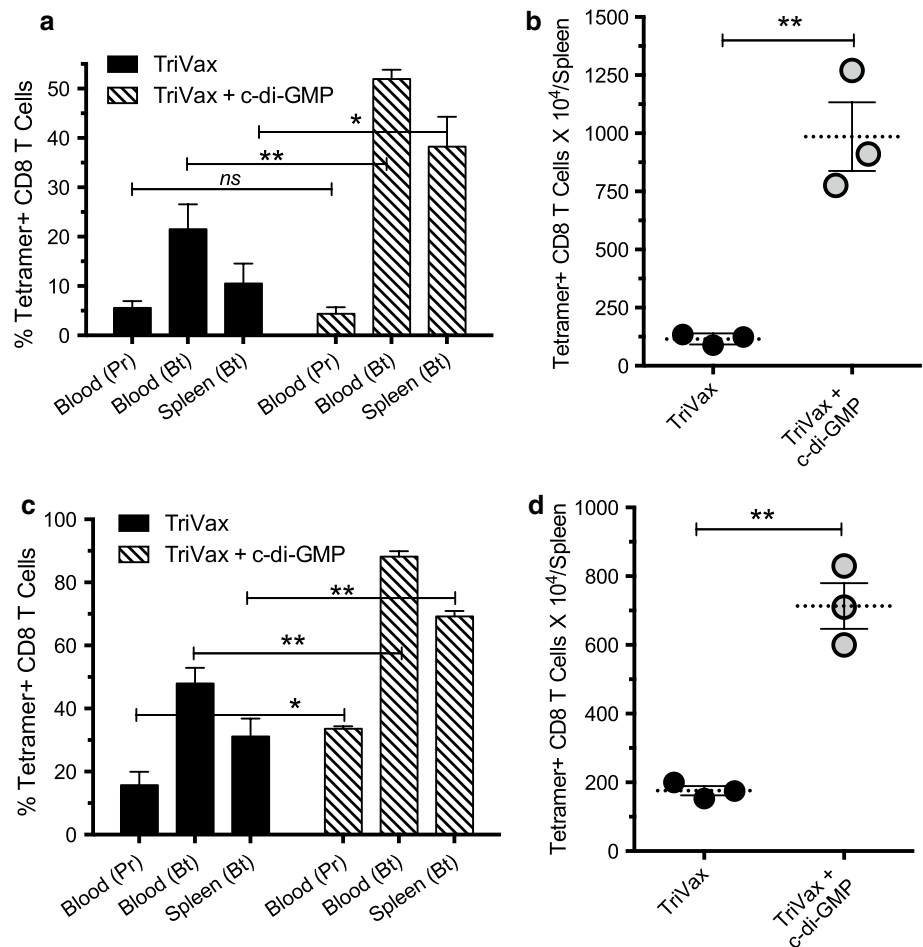 a
% Tetramer+ CD8 T Cells
50
40
30
20
10
0
TriVax
TriVax + c-di-GMP
*
**
ns
Blood (Pr)
Blood (Bt)
Spleen (Bt)
Blood (Pr)
Blood (Bt)
Spleen (Bt)
b
Tetramer+ CD8 T Cells X 10⁴/Spleen
1500
1250
1000
750
500
250
0
**
TriVax
TriVax +
c-di-GMP
c
% Tetramer+ CD8 T Cells
100
80
60
40
20
0
TriVax
TriVax + c-di-GMP
**
**
*
Blood (Pr)
Blood (Bt)
Spleen (Bt)
Blood (Pr)
Blood (Bt)
Spleen (Bt)
d
Tetramer+ CD8 T Cells X 10⁴/Spleen
1000
800
600
400
200
0
**
TriVax
TriVax +
c-di-GMP